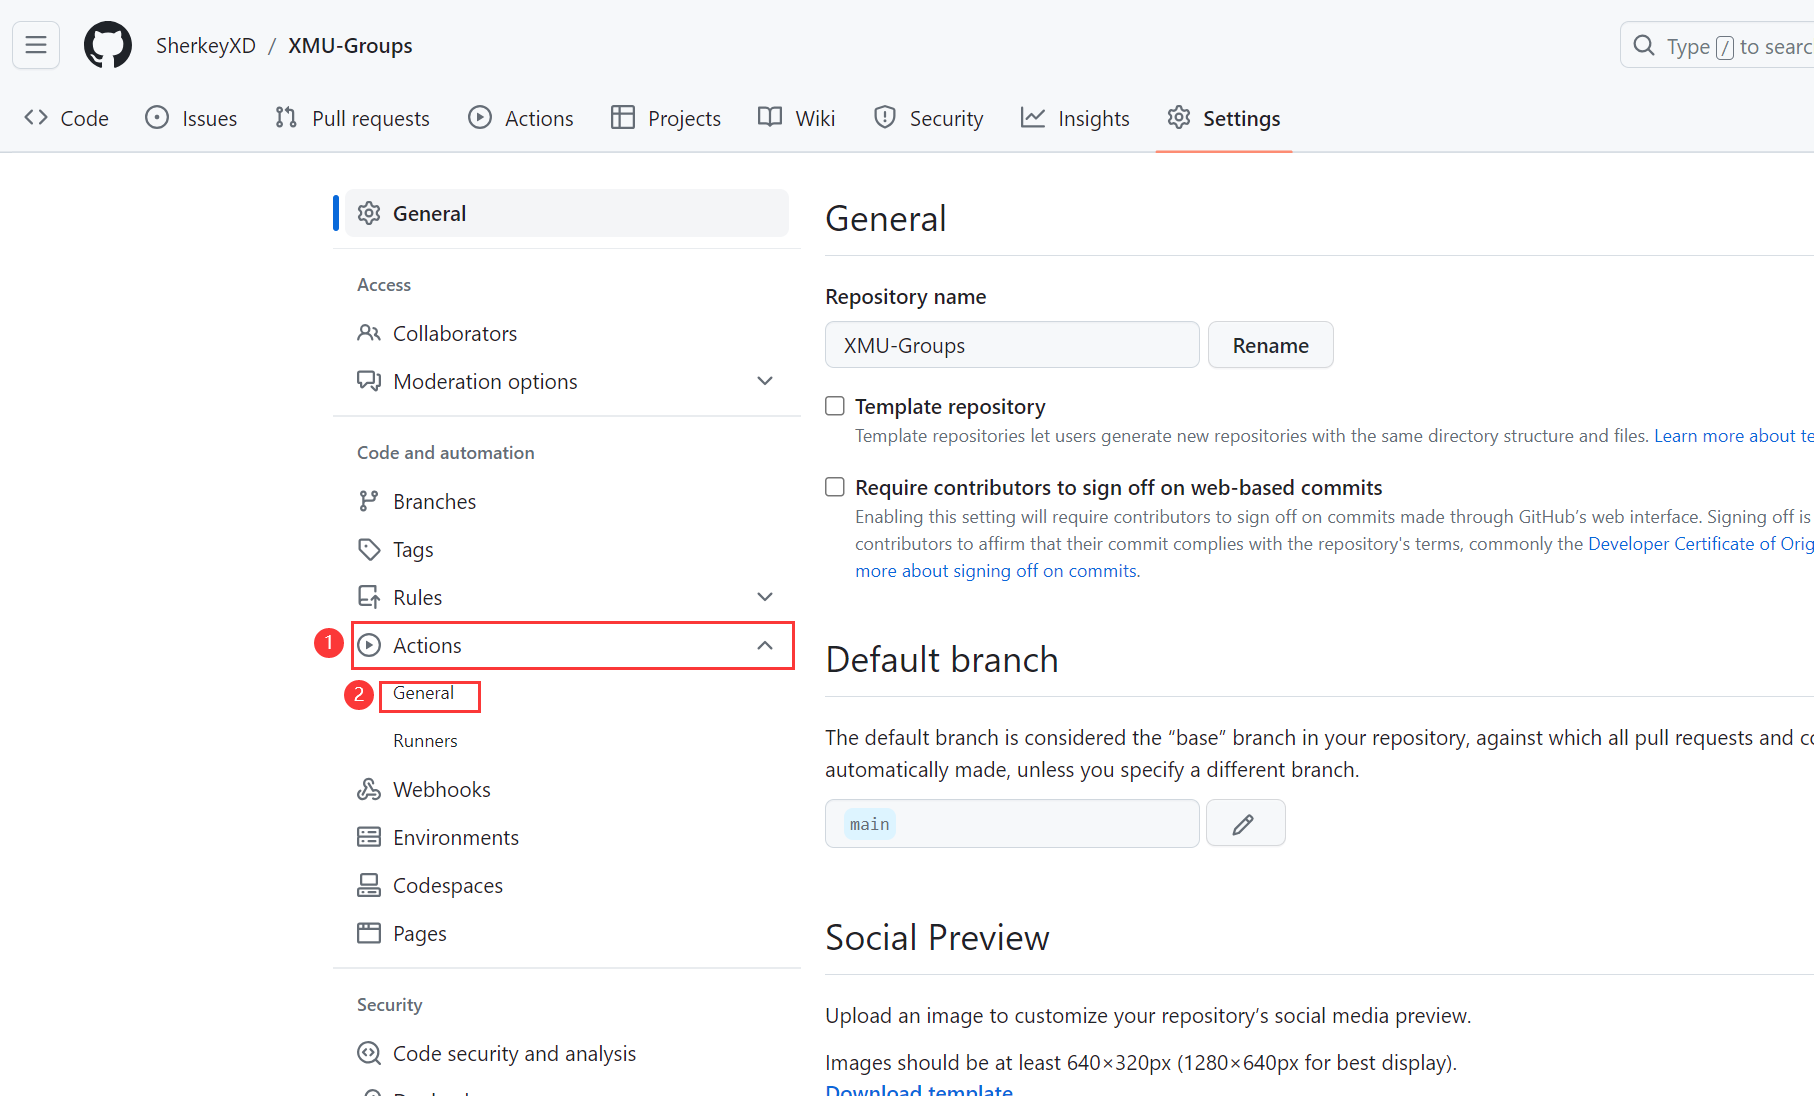 SherkeyXD / XMU-Groups
Type / to searc
Code
Issues
Pull requests
Actions
Projects
Wiki
Security
Insights
Settings
General
Access
Collaborators
Moderation options
Code and automation
Branches
Tags
Rules
1
Actions
2
General
Runners
Webhooks
Environments
Codespaces
Pages
Security
Code security and analysis
General
Repository name
XMU-Groups
Rename
Template repository
Template repositories let users generate new repositories with the same directory structure and files. Learn more about te
Require contributors to sign off on web-based commits
Enabling this setting will require contributors to sign off on commits made through GitHub’s web interface. Signing off is
contributors to affirm that their commit complies with the repository's terms, commonly the Developer Certificate of Orig
more about signing off on commits.
Default branch
The default branch is considered the “base” branch in your repository, against which all pull requests and co
automatically made, unless you specify a different branch.
main
Social Preview
Upload an image to customize your repository’s social media preview.
Images should be at least 640×320px (1280×640px for best display).
Download template